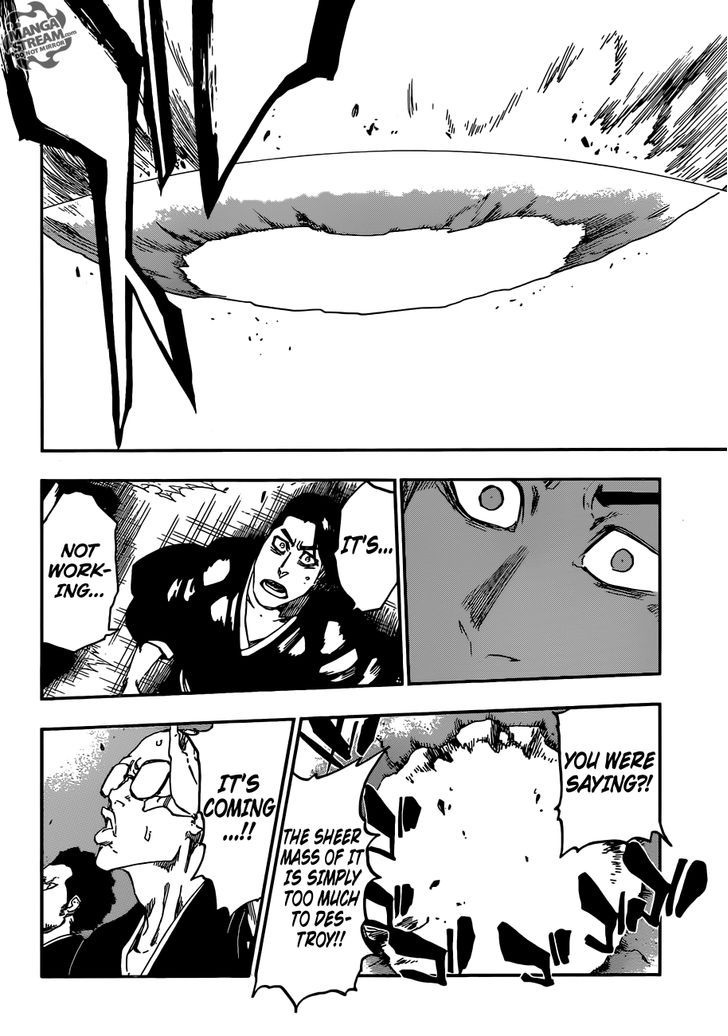 MANGA
STREAM.com
DO NOT MIRROR
IT'S...
NOT
WORK-
ING...
YOU WERE
SAYING?!
THE SHEER
MASS OF IT
IS SIMPLY
TOO MUCH
TO DES-
TROY!!
IT'S
COMING
...!!